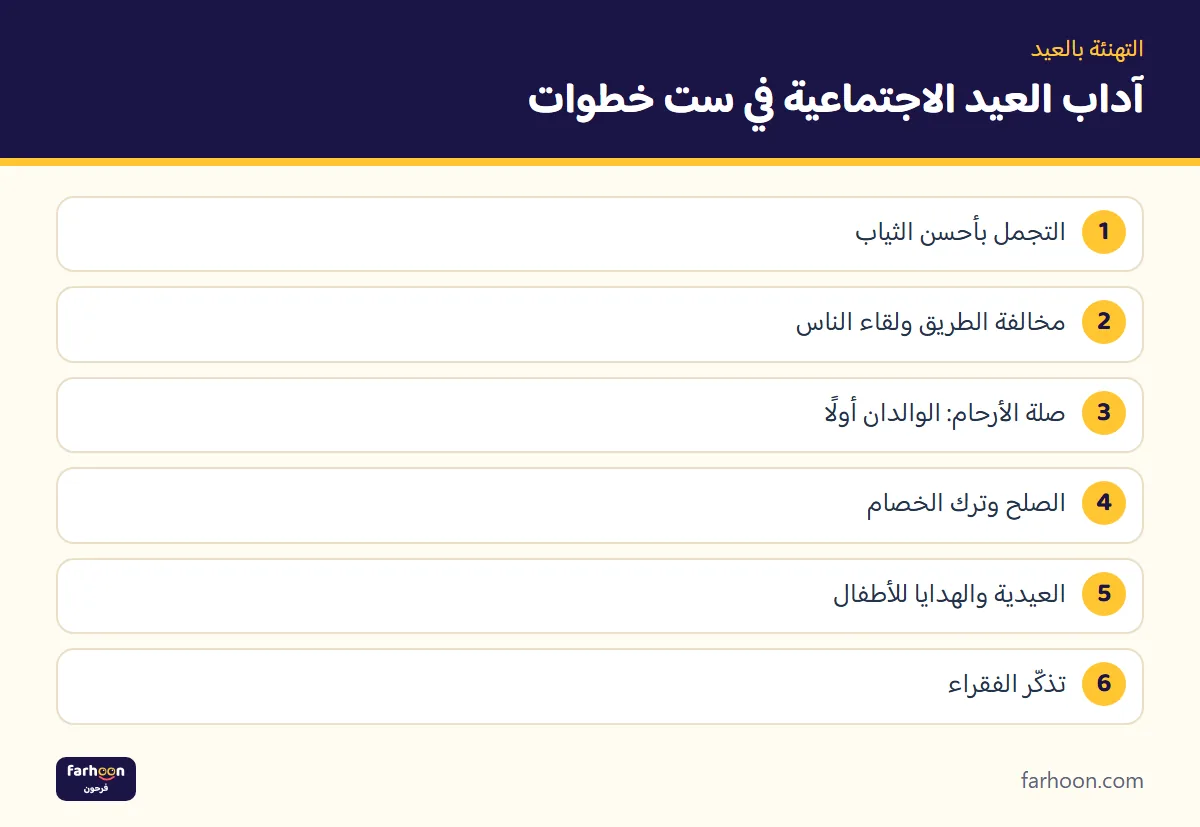 التهنئة بالعيد
آداب العيد الاجتماعية في ست خطوات
1 التجمل بأحسن الثياب
2 مخالفة الطريق ولقاء الناس
3 صلة الأرحام: الوالدان أولًا
4 الصلح وترك الخصام
5 العيدية والهدايا للأطفال
6 تذكّر الفقراء
farhoon.com
farhoon
فرحون